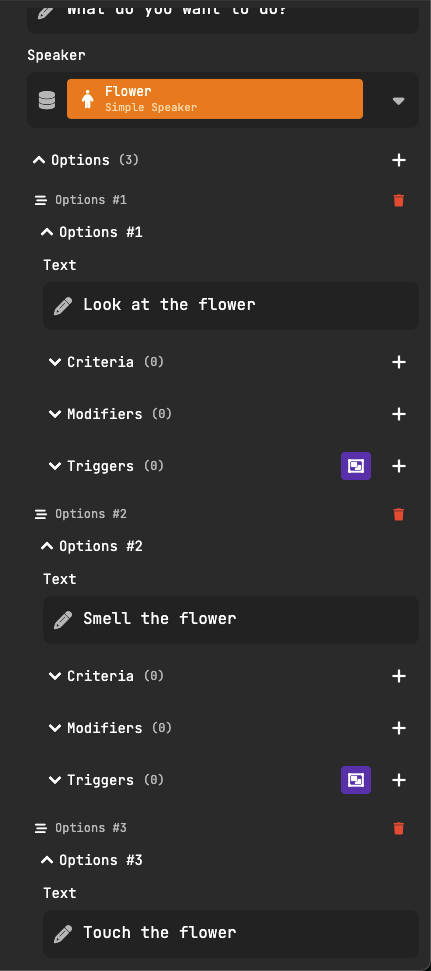 What do you want to do?
Speaker
Flower
Simple Speaker
Options (3)
Options #1
Options #1
Text
Look at the flower
Criteria (0)
Modifiers (0)
Triggers (0)
Options #2
Options #2
Text
Smell the flower
Criteria (0)
Modifiers (0)
Triggers (0)
Options #3
Options #3
Text
Touch the flower